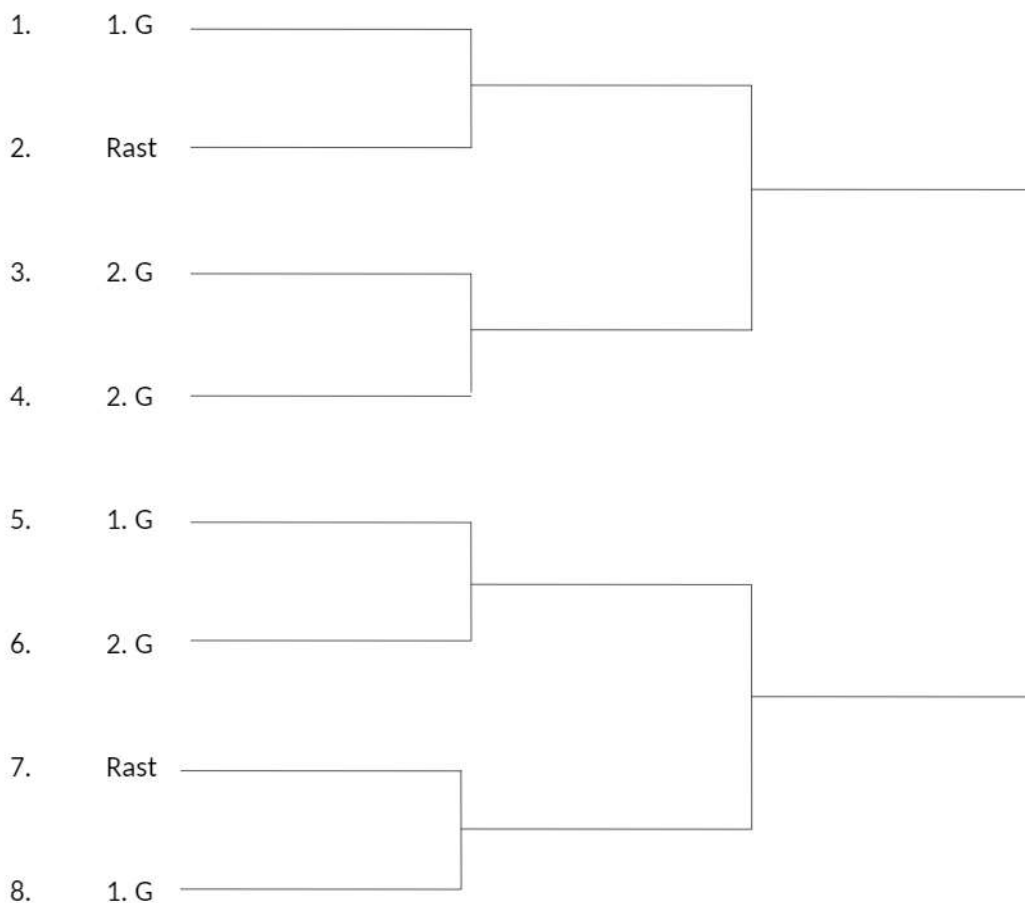 1. 1. G
2. Rast
3. 2. G
4. 2. G
5. 1. G
6. 2. G
7. Rast
8. 1. G